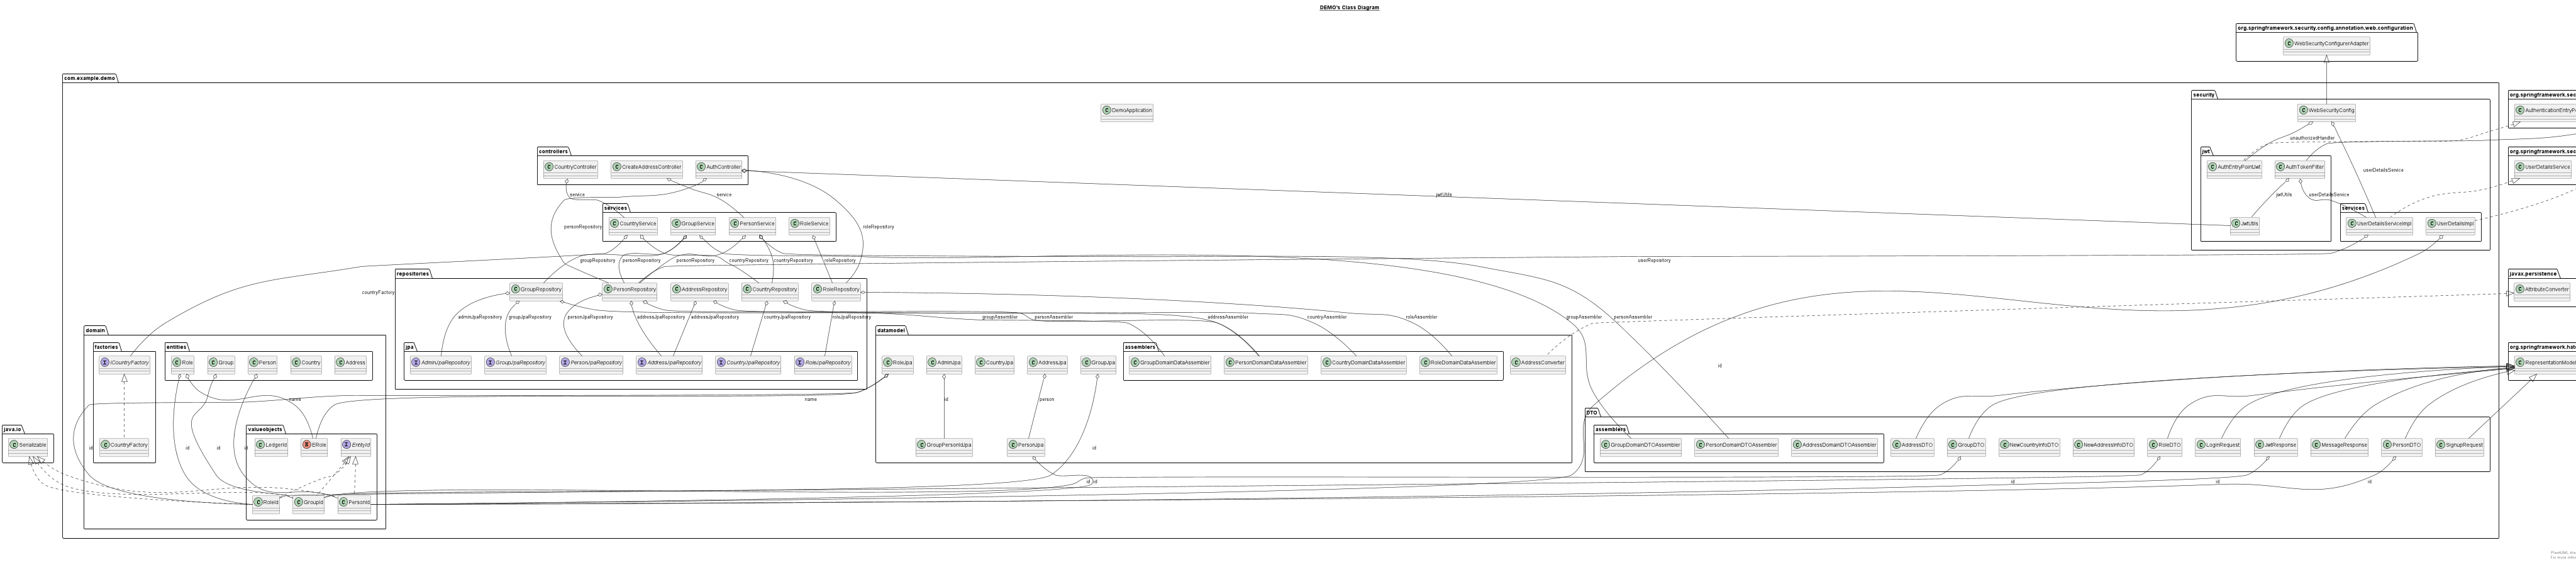 DEMO's Class Diagram
org.springframework.security.config.annotation.web.configuration
WebSecurityConfigurerAdapter
com.example.demo
DemoApplication
security
WebSecurityConfig
org.springframework.sec
AuthenticationEntryP
unauthorizedHandler
controllers
CountryController
CreateAddressController
AuthController
jwt
AuthEntryPointJwt
AuthTokenFilter
org.springframework.sec
UserDetailsService
userDetailsService
service
service
jwtUtils
jwtUtils
userDetailsService
services
CountryService
GroupService
PersonService
RoleService
personRepository
roleRepository
JwtUtils
services
UserDetailsServiceImpl
UserDetailsImpl
groupRepository
personRepository
personRepository
countryRepository
countryRepository
roleRepository
userRepository
repositories
GroupRepository
PersonRepository
AddressRepository
CountryRepository
RoleRepository
countryFactory
javax.persistence
AttributeConverter
adminJpaRepository
groupJpaRepository
personJpaRepository
addressJpaRepository
addressJpaRepository
countryJpaRepository
roleJpaRepository
groupAssembler
personAssembler
addressAssembler
countryAssembler
roleAssembler
groupAssembler
personAssembler
domain
factories
ICountryFactory
entities
Role
Group
Person
Country
Address
jpa
AdminJpaRepository
GroupJpaRepository
PersonJpaRepository
AddressJpaRepository
CountryJpaRepository
RoleJpaRepository
datamodel
RoleJpa
AdminJpa
CountryJpa
AddressJpa
GroupJpa
assemblers
GroupDomainDataAssembler
PersonDomainDataAssembler
CountryDomainDataAssembler
RoleDomainDataAssembler
AddressConverter
id
org.springframework.hat
RepresentationModel
name
name
id
person
java.io
Serializable
CountryFactory
id
id
id
id
valueobjects
LedgerId
ERole
EntityId
GroupPersonIdJpa
PersonJpa
id
DTO
assemblers
GroupDomainDTOAssembler
PersonDomainDTOAssembler
AddressDomainDTOAssembler
AddressDTO
GroupDTO
NewCountryInfoDTO
NewAddressInfoDTO
RoleDTO
LoginRequest
JwtResponse
MessageResponse
PersonDTO
SignupRequest
RoleId
GroupId
PersonId
id
id
id
id
id